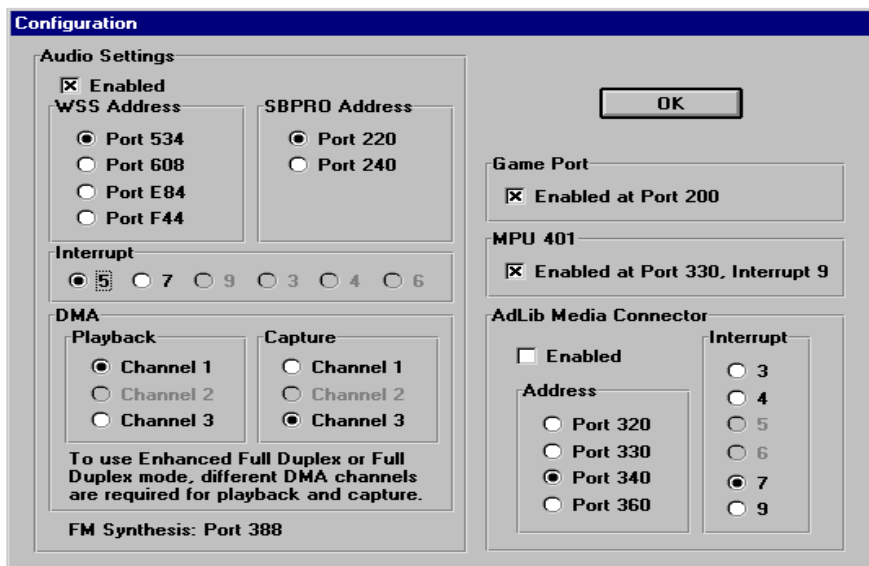 Configuration
Audio Settings
Enabled
WSS Address
Port 534
Port 608
Port E84
Port F44
SBPRO Address
Port 220
Port 240
Interrupt
5 7 9 3 4 6
DMA
Playback
Channel 1
Channel 2
Channel 3
Capture
Channel 1
Channel 2
Channel 3
To use Enhanced Full Duplex or Full
Duplex mode, different DMA channels
are required for playback and capture.
FM Synthesis: Port 388
OK
Game Port
Enabled at Port 200
MPU 401
Enabled at Port 330, Interrupt 9
AdLib Media Connector
Enabled
Address
Port 320
Port 330
Port 340
Port 360
Interrupt
3
4
5
6
7
9